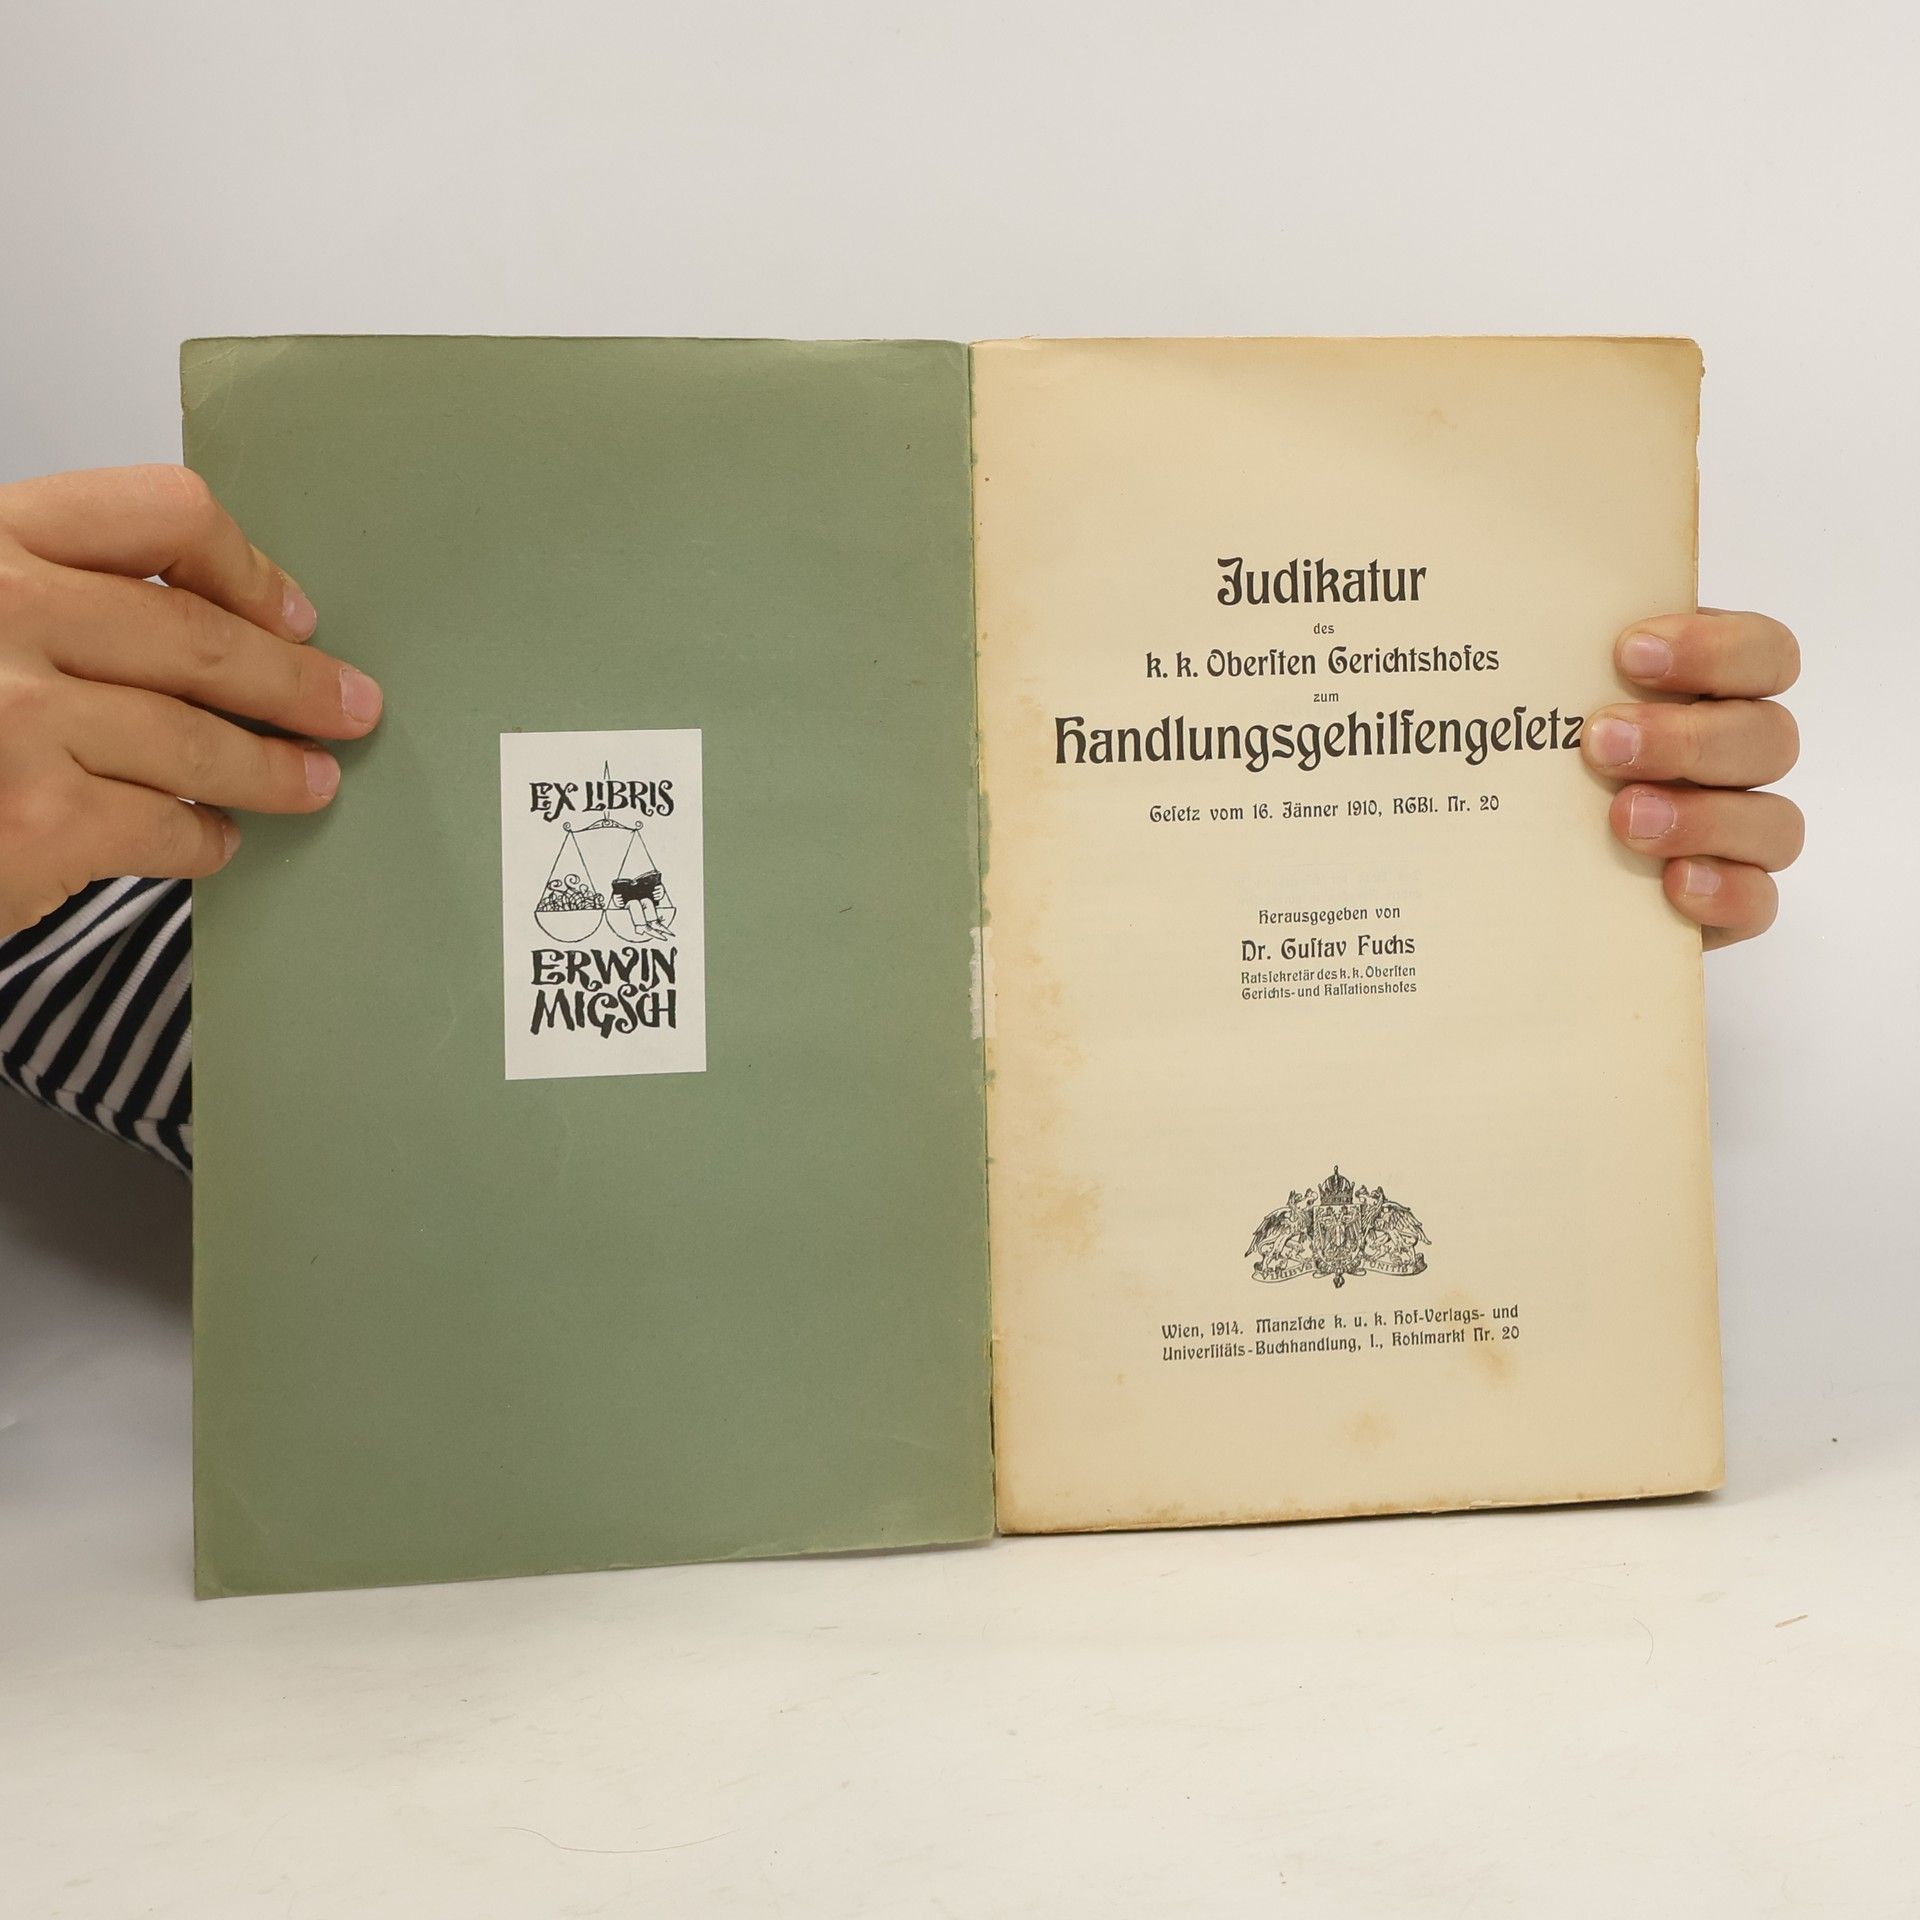 EX LIBRIS
ERWIN
MIGSCH
Judikatur
des
k. k. Oberſten Gerichtshofes
zum
Handlungsgehilfengeſetz
Geſetz vom 16. Jänner 1910, RGBl. Nr. 20
Herausgegeben von
Dr. Guſtav Fuchs
Ratsſekretär des k. k. Oberſten
Gerichts- und Kaſſationshofes
VIRIBVS UNITIS
Wien, 1914. Manzſche k. u. k. Hof-Verlags- und
Univerſitäts-Buchhandlung, I., Kohlmarkt Nr. 20